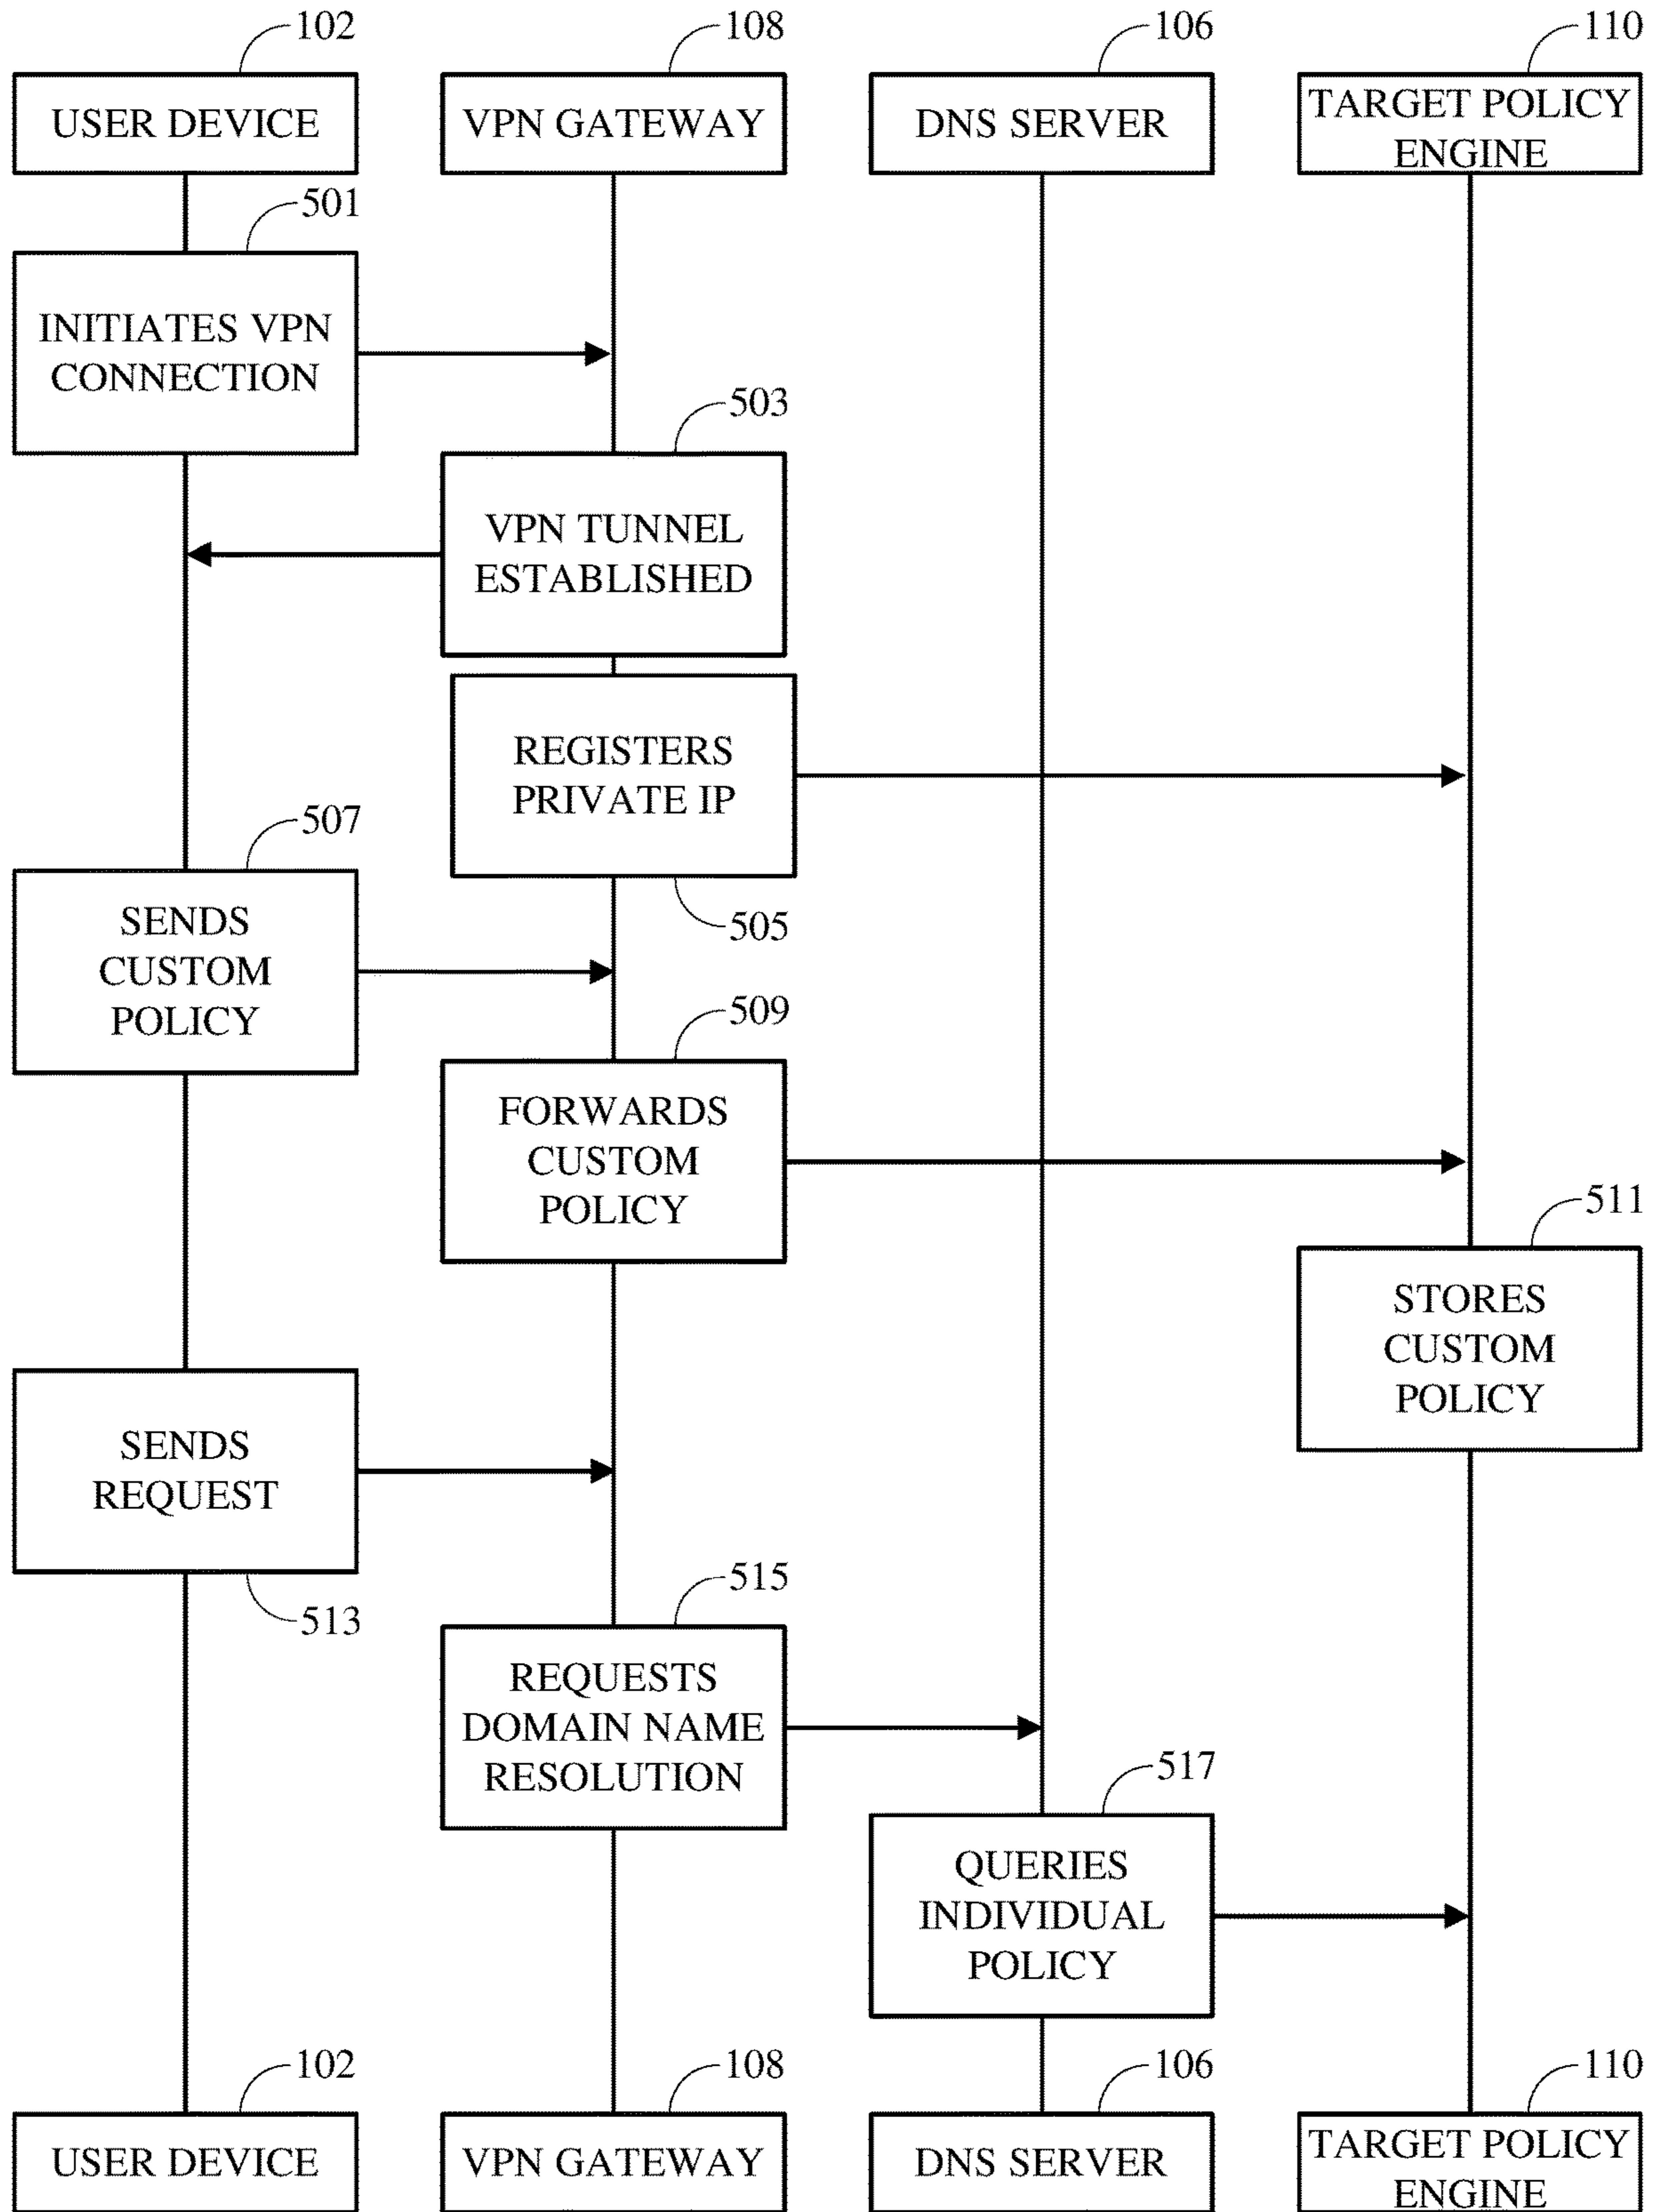 102
108
106
110
USER DEVICE
VPN GATEWAY
DNS SERVER
TARGET POLICY
ENGINE
501
INITIATES VPN
CONNECTION
503
VPN TUNNEL
ESTABLISHED
REGISTERS
PRIVATE IP
505
507
SENDS
CUSTOM
POLICY
509
FORWARDS
CUSTOM
POLICY
511
STORES
CUSTOM
POLICY
SENDS
REQUEST
513
515
REQUESTS
DOMAIN NAME
RESOLUTION
517
QUERIES
INDIVIDUAL
POLICY
102
108
106
110
USER DEVICE
VPN GATEWAY
DNS SERVER
TARGET POLICY
ENGINE